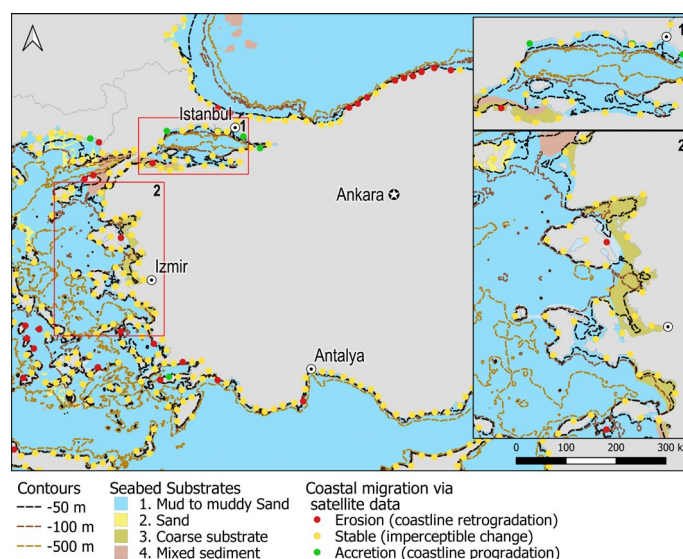 1
Istanbul
1
Ankara
2
2
Izmir
Antalya
0 100 200 300 k
Contours
-50 m
-100 m
-500 m
Seabed Substrates
1. Mud to muddy Sand
2. Sand
3. Coarse substrate
4. Mixed sediment
Coastal migration via
satellite data
Erosion (coastline retrogradation)
Stable (imperceptible change)
Accretion (coastline progradation)